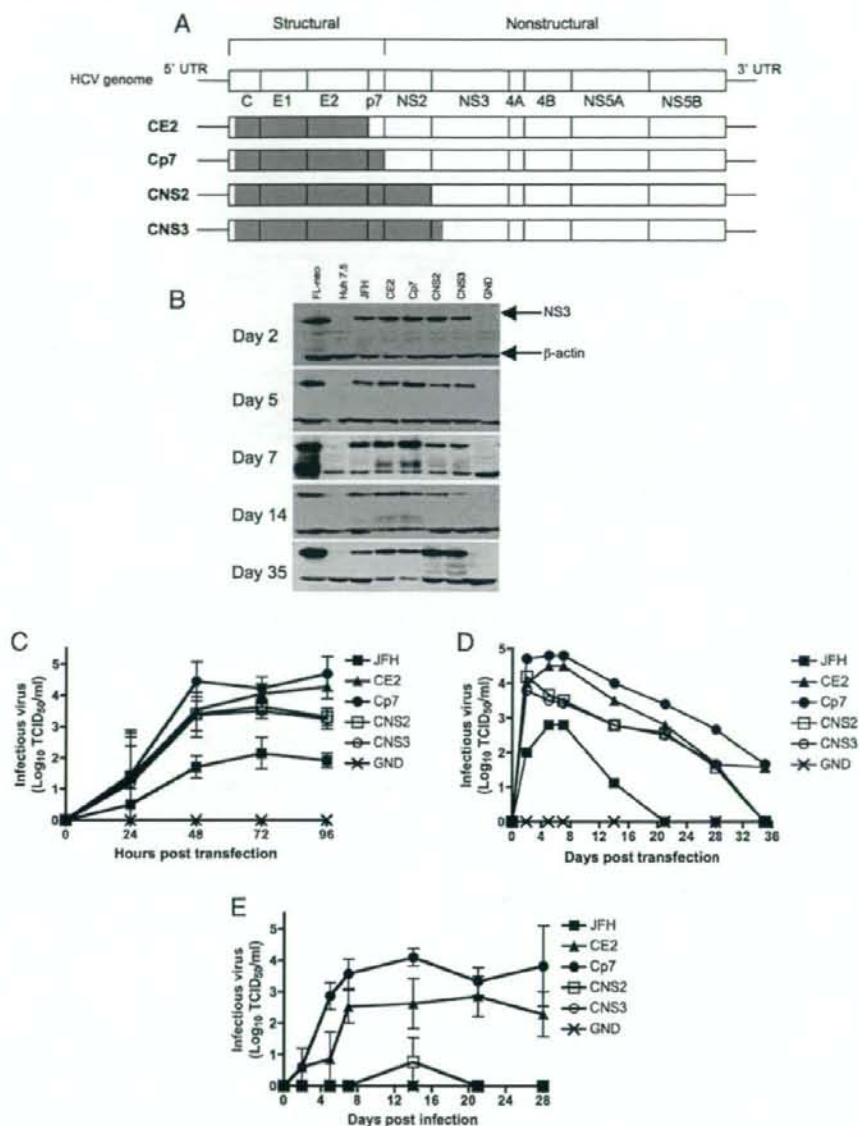 A
Structural Nonstructural
5' UTR 3' UTR
HCV genome
C E1 E2 p7 NS2 NS3 4A 4B NS5A NS5B
CE2
Cp7
CNS2
CNS3
B
FL-neo Huh 7.5 JFH CE2 Cp7 CNS2 CNS3 GND
Day 2
NS3
β-actin
Day 5
Day 7
Day 14
Day 35
C
Infectious virus
(Log10 TCID50/ml)
5
4
3
2
1
0
0 24 48 72 96
Hours post transfection
JFH
CE2
Cp7
CNS2
CNS3
GND
D
Infectious virus
(Log10 TCID50/ml)
5
4
3
2
1
0
0 4 8 12 16 20 24 28 32 36
Days post transfection
JFH
CE2
Cp7
CNS2
CNS3
GND
E
Infectious virus
(Log10 TCID50/ml)
5
4
3
2
1
0
0 4 8 12 16 20 24 28
Days post infection
JFH
CE2
Cp7
CNS2
CNS3
GND